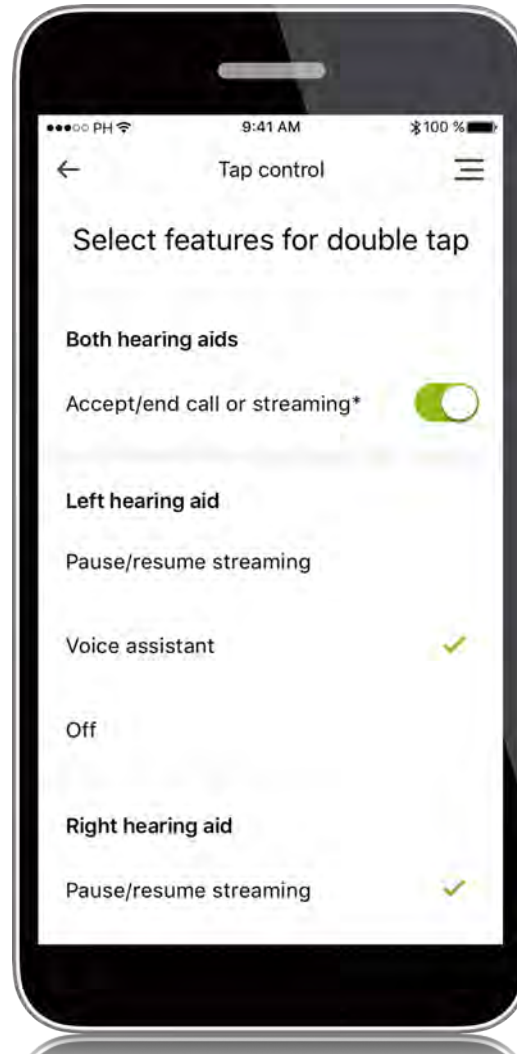 ●●●○○ PH 9:41 AM 100 %
← Tap control
Select features for double tap
Both hearing aids
Accept/end call or streaming*
Left hearing aid
Pause/resume streaming
Voice assistant
Off
Right hearing aid
Pause/resume streaming